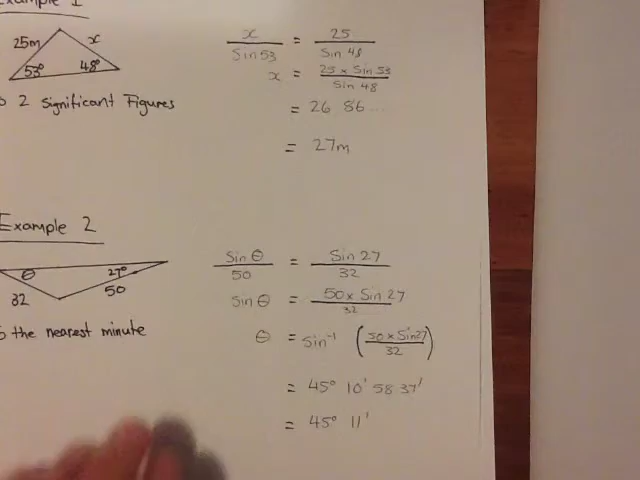 Example 1
25m
x
53°
48°
2 Significant Figures
x / Sin 53 = 25 / Sin 48
x = 25 x Sin 53 / Sin 48
= 26 86...
= 27m
Example 2
θ
27°
32
50
the nearest minute
Sin θ / 50 = Sin 27 / 32
Sin θ = 50 x Sin 27 / 32
θ = Sin⁻¹ (50 x Sin 27 / 32)
= 45° 10' 58 37'
= 45° 11'